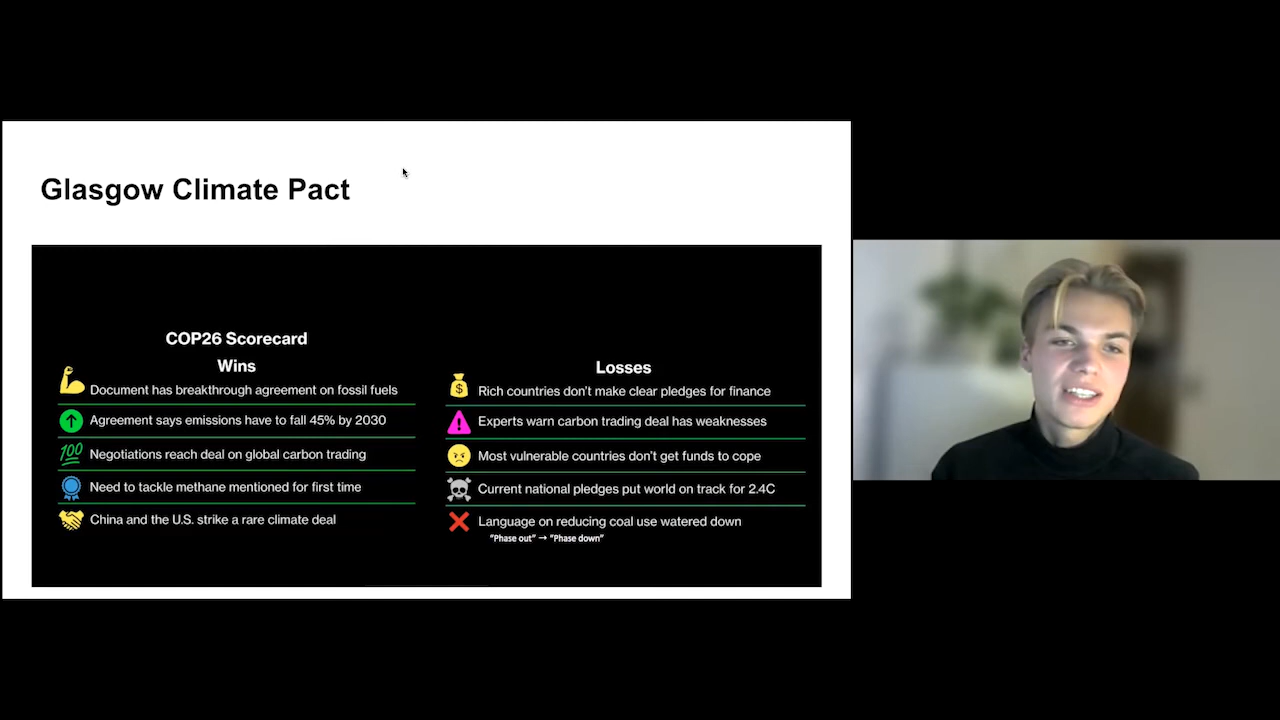 Glasgow Climate Pact
COP26 Scorecard
Wins
Document has breakthrough agreement on fossil fuels
Agreement says emissions have to fall 45% by 2030
100 Negotiations reach deal on global carbon trading
Need to tackle methane mentioned for first time
China and the U.S. strike a rare climate deal
Losses
Rich countries don't make clear pledges for finance
Experts warn carbon trading deal has weaknesses
Most vulnerable countries don't get funds to cope
Current national pledges put world on track for 2.4C
Language on reducing coal use watered down
“Phase out” → “Phase down”